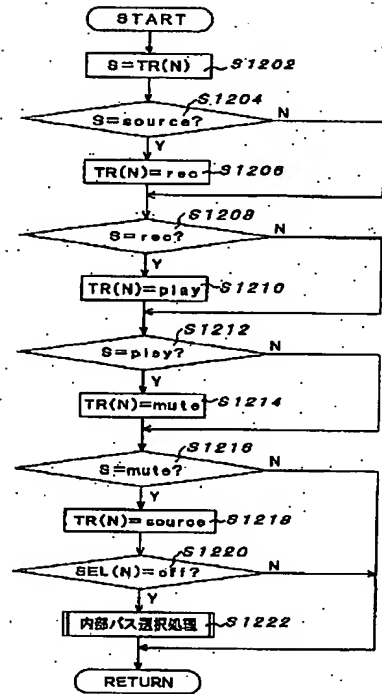 START
S=TR(N) S1202
S1204
S=source? N
Y
TR(N)=rec S1206
S1208
S=rec? N
Y
TR(N)=play S1210
S1212
S=play? N
Y
TR(N)=mute S1214
S1216
S=mute? N
Y
TR(N)=source S1218
S1220
SEL(N)=off? N
Y
内部バス選択処理 S1222
RETURN